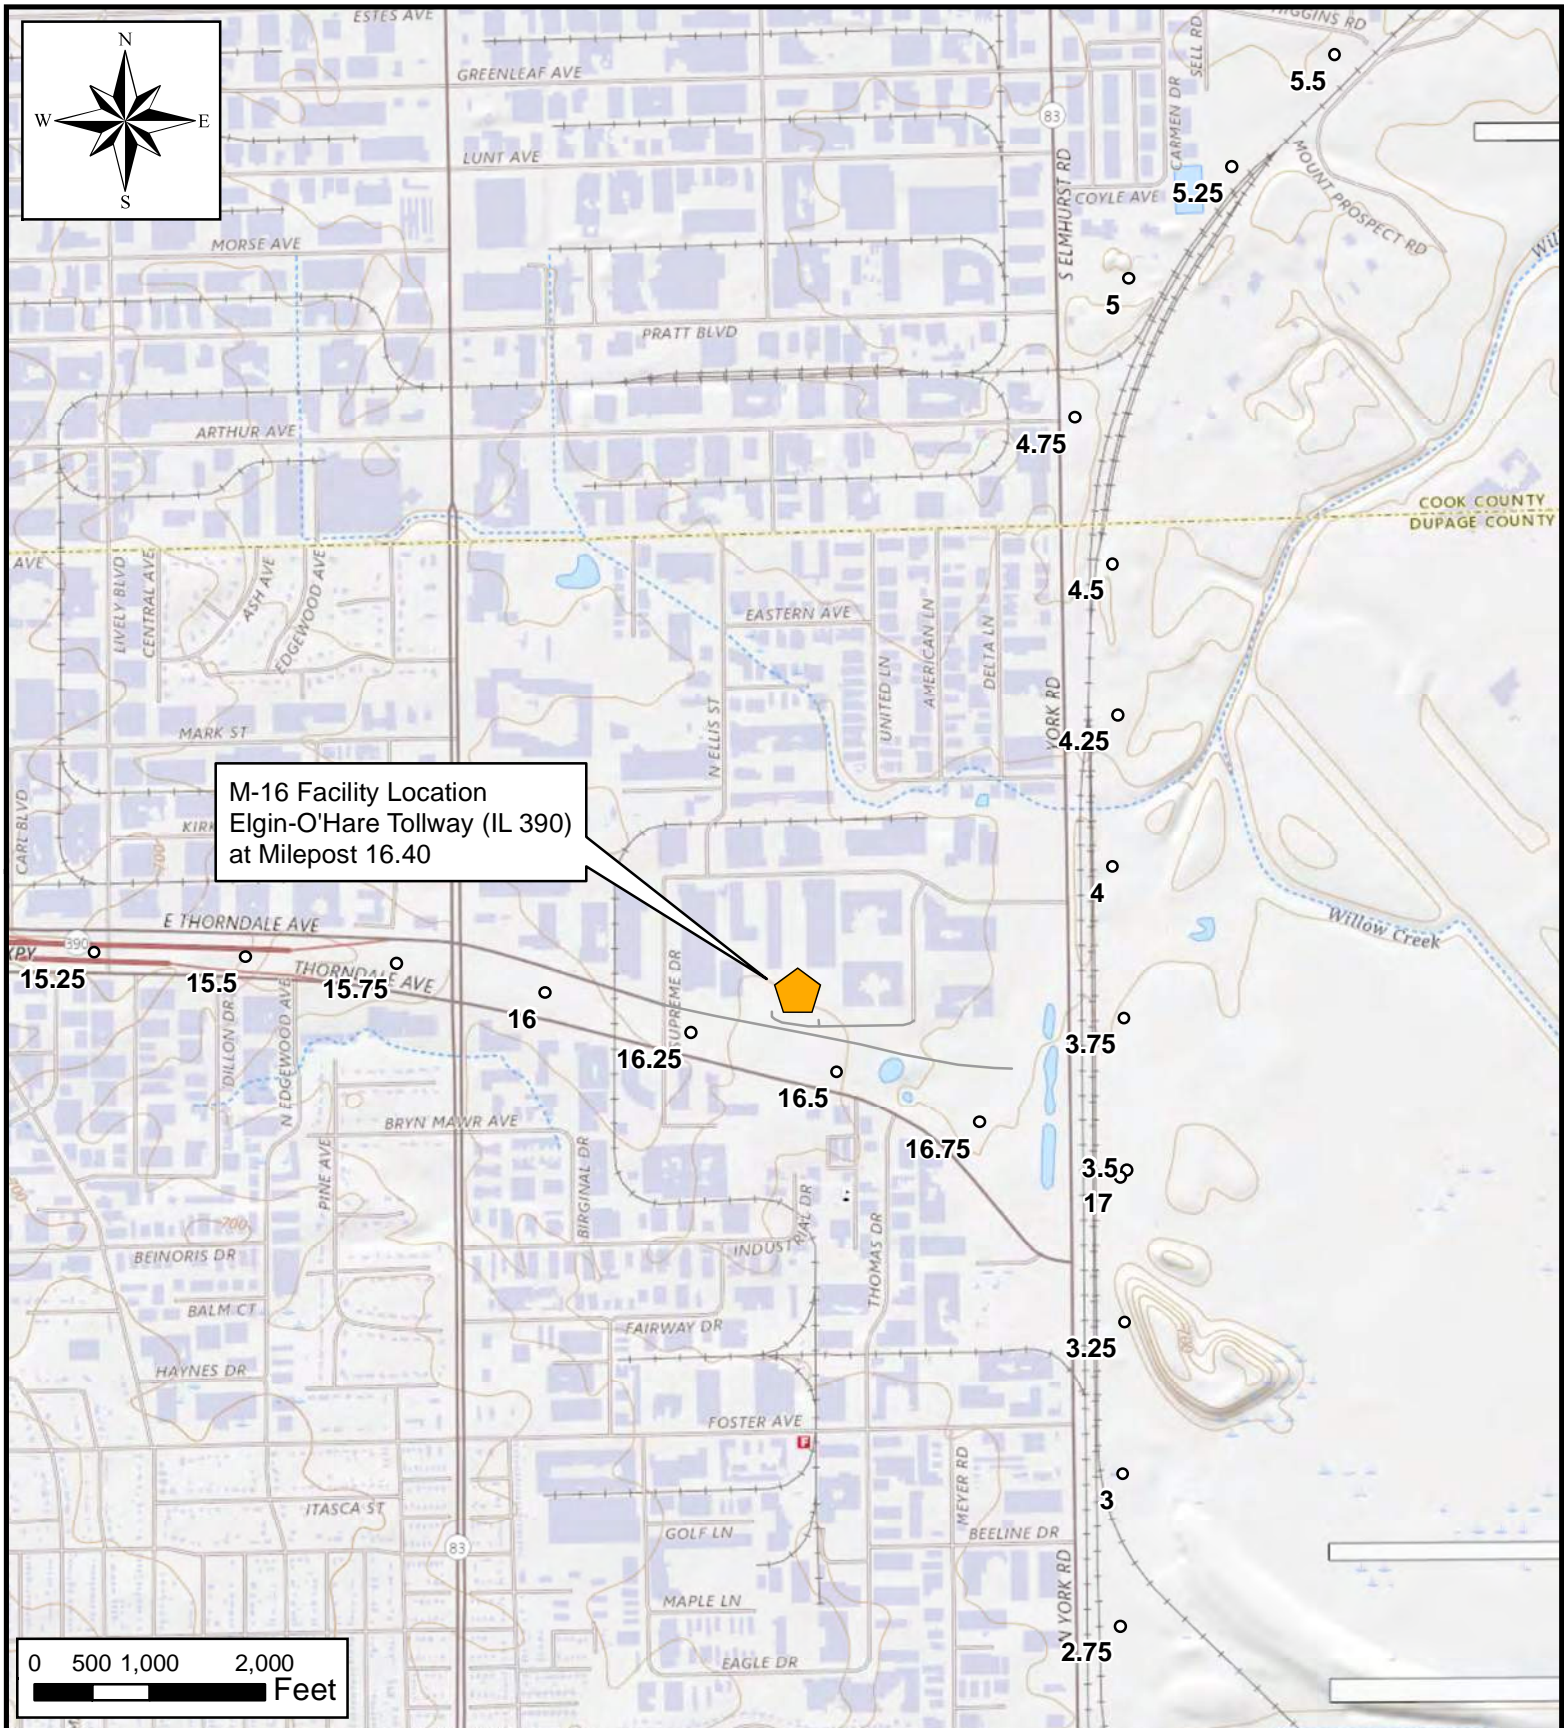 ESTES AVE
HIGGINS RD
N
W
E
S
GREENLEAF AVE
SELL RD
5.5
83
CARMEN DR
LUNT AVE
S ELMHURST RD
COYLE AVE
5.25
MOUNT PROSPECT RD
MORSE AVE
5
PRATT BLVD
ARTHUR AVE
4.75
COOK COUNTY
DUPAGE COUNTY
AVE
LIVELY BLVD
CENTRAL AVE
ASH AVE
EDGEWOOD AVE
4.5
EASTERN AVE
UNITED LN
AMERICAN LN
DELTA LN
N ELLIS ST
YORK RD
4.25
MARK ST
M-16 Facility Location
Elgin-O'Hare Tollway (IL 390)
at Milepost 16.40
CARL BLVD
KIRK
700
4
Willow Creek
E THORNDALE AVE
390
XPY
15.25
15.5
THORNDALE AVE
15.75
16
SUPREME DR
16.25
16.5
3.75
DILLON DR
N EDGEWOOD AVE
BRYN MAWR AVE
16.75
PINE AVE
BIRGINAL DR
3.5
17
700
700
BEINORIS DR
INDUSTRIAL DR
THOMAS DR
BALM CT
FAIRWAY DR
3.25
700
HAYNES DR
FOSTER AVE
F
MEYER RD
3
ITASCA ST
GOLF LN
BEELINE DR
83
N YORK RD
MAPLE LN
2.75
EAGLE DR
0 500 1,000 2,000
Feet